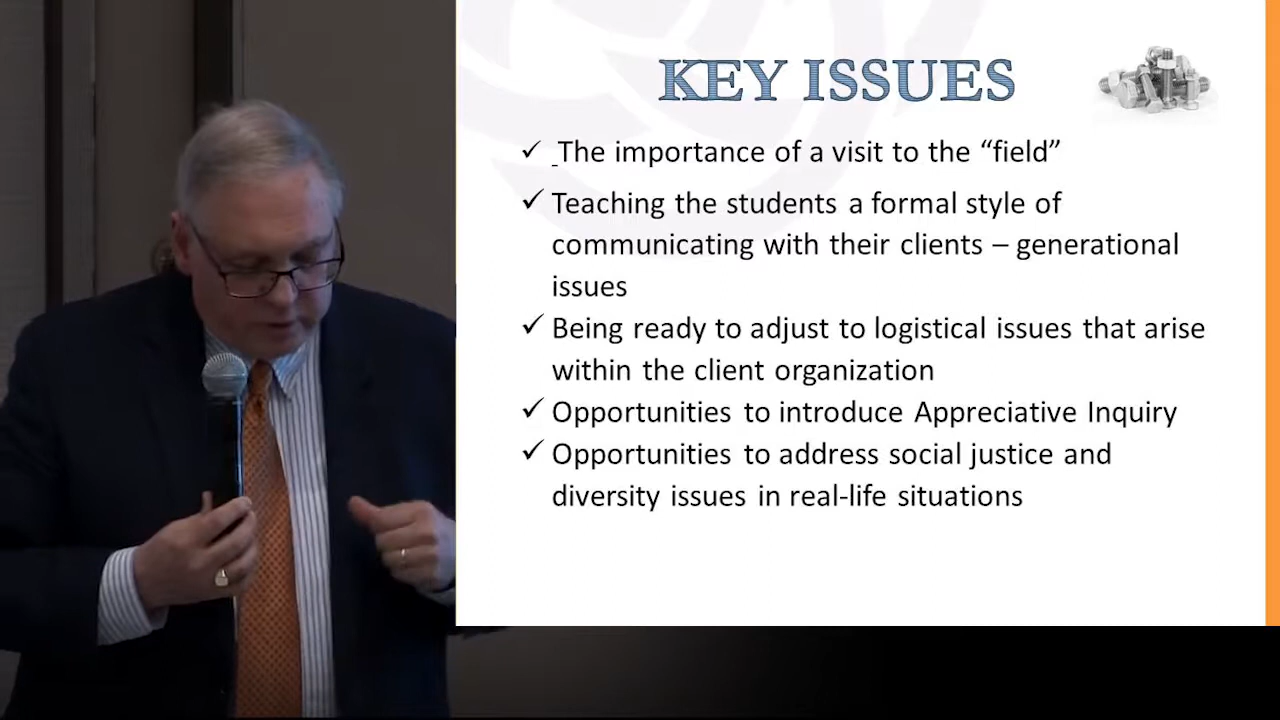 KEY ISSUES
✓ The importance of a visit to the “field”
✓ Teaching the students a formal style of
communicating with their clients – generational
issues
✓ Being ready to adjust to logistical issues that arise
within the client organization
✓ Opportunities to introduce Appreciative Inquiry
✓ Opportunities to address social justice and
diversity issues in real-life situations